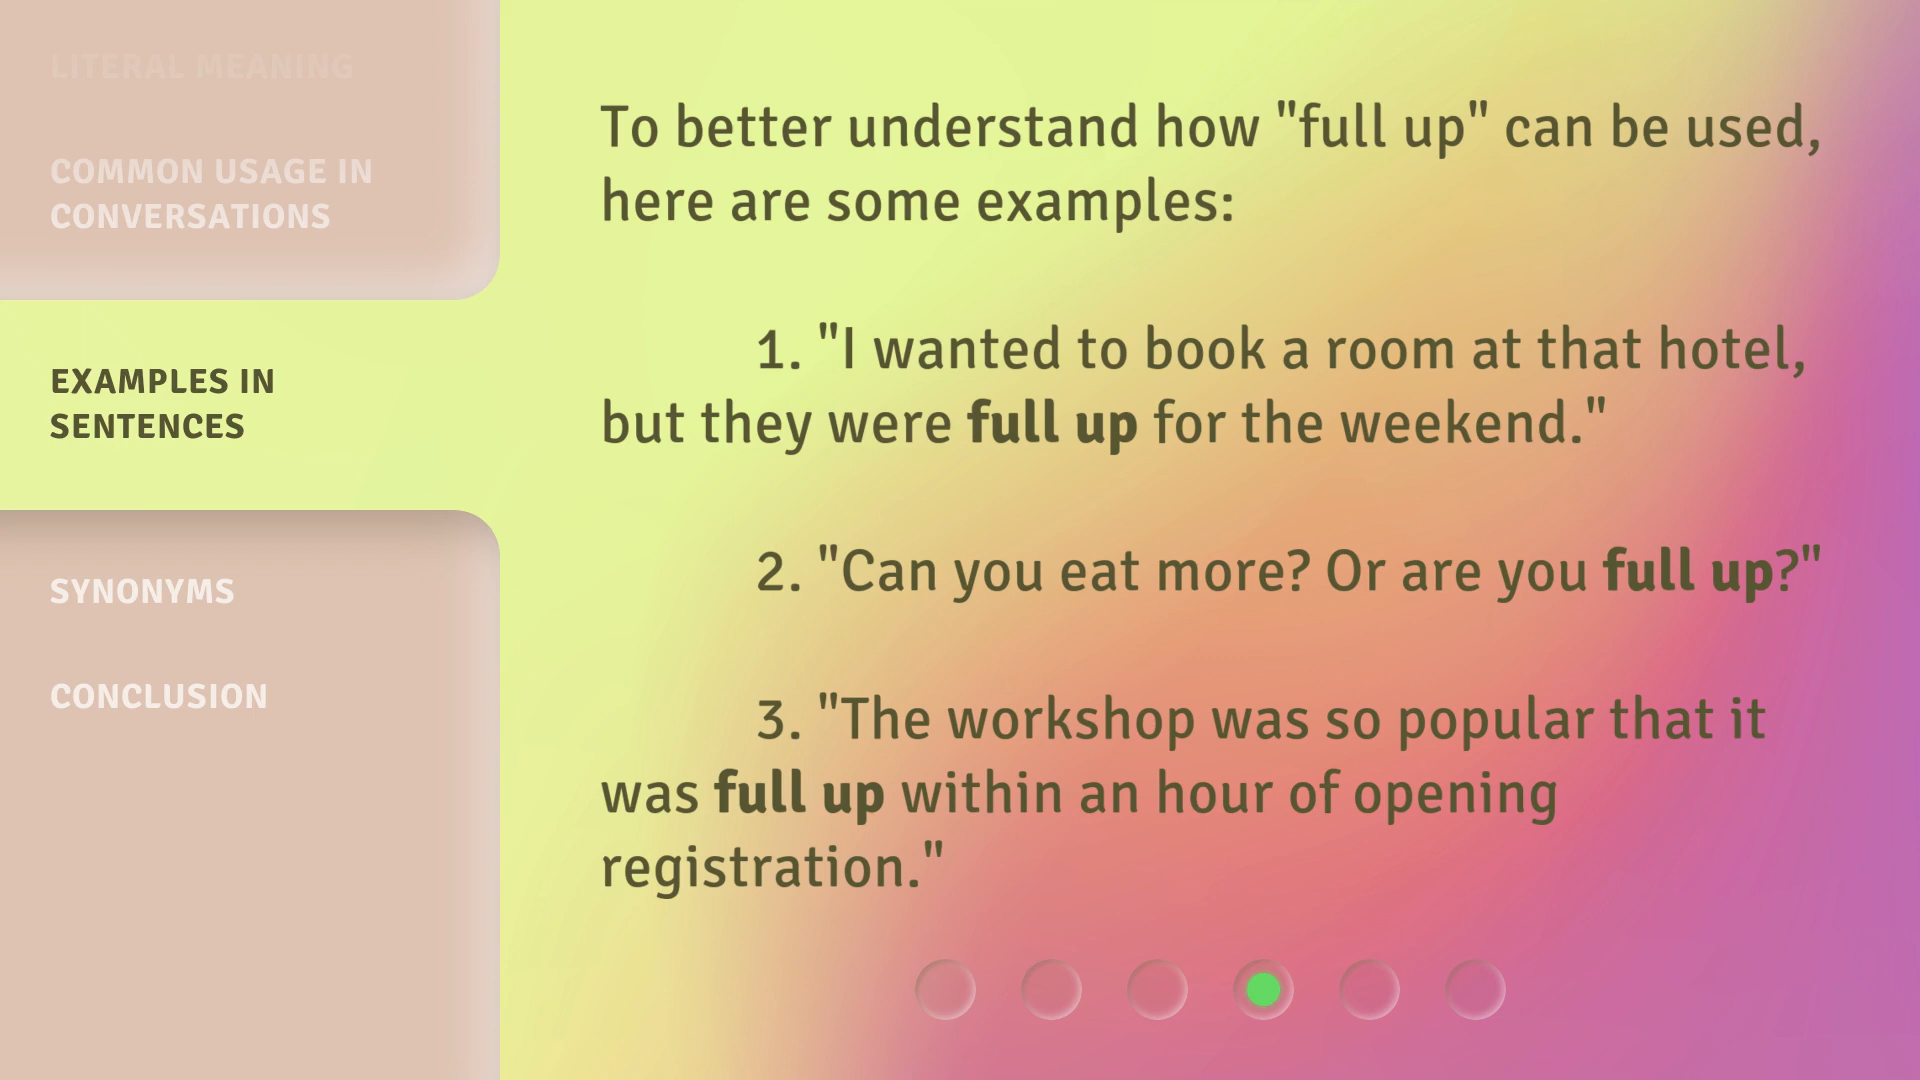 LITERAL MEANING
COMMON USAGE IN
CONVERSATIONS
EXAMPLES IN
SENTENCES
SYNONYMS
CONCLUSION
To better understand how "full up" can be used,
here are some examples:
1. "I wanted to book a room at that hotel,
but they were full up for the weekend."
2. "Can you eat more? Or are you full up?"
3. "The workshop was so popular that it
was full up within an hour of opening
registration."